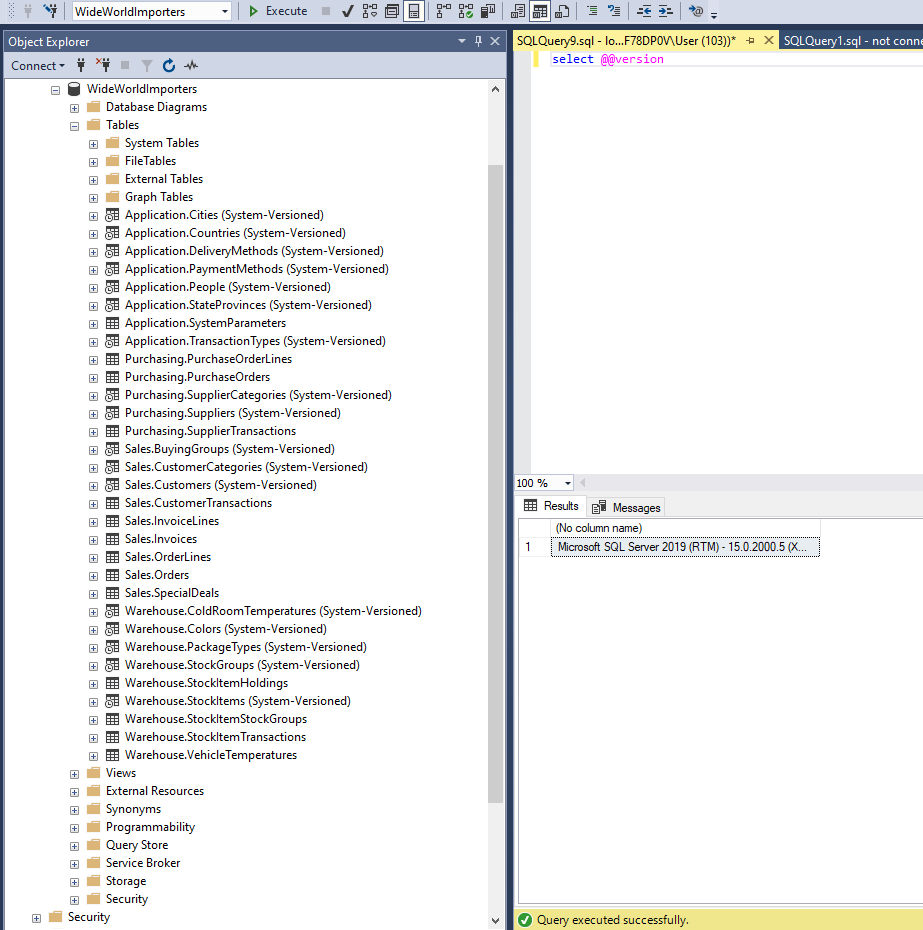 WideWorldImporters
Execute
Object Explorer
Connect
WideWorldImporters
Database Diagrams
Tables
System Tables
FileTables
External Tables
Graph Tables
Application.Cities (System-Versioned)
Application.Countries (System-Versioned)
Application.DeliveryMethods (System-Versioned)
Application.PaymentMethods (System-Versioned)
Application.People (System-Versioned)
Application.StateProvinces (System-Versioned)
Application.SystemParameters
Application.TransactionTypes (System-Versioned)
Purchasing.PurchaseOrderLines
Purchasing.PurchaseOrders
Purchasing.SupplierCategories (System-Versioned)
Purchasing.Suppliers (System-Versioned)
Purchasing.SupplierTransactions
Sales.BuyingGroups (System-Versioned)
Sales.CustomerCategories (System-Versioned)
Sales.Customers (System-Versioned)
Sales.CustomerTransactions
Sales.InvoiceLines
Sales.Invoices
Sales.OrderLines
Sales.Orders
Sales.SpecialDeals
Warehouse.ColdRoomTemperatures (System-Versioned)
Warehouse.Colors (System-Versioned)
Warehouse.PackageTypes (System-Versioned)
Warehouse.StockGroups (System-Versioned)
Warehouse.StockItemHoldings
Warehouse.StockItems (System-Versioned)
Warehouse.StockItemStockGroups
Warehouse.StockItemTransactions
Warehouse.VehicleTemperatures
Views
External Resources
Synonyms
Programmability
Query Store
Service Broker
Storage
Security
Security
SQLQuery9.sql - lo...F78DP0V\User (103))*
SQLQuery1.sql - not conne
select @@version
100 %
Results
Messages
(No column name)
1 Microsoft SQL Server 2019 (RTM) - 15.0.2000.5 (X...
Query executed successfully.